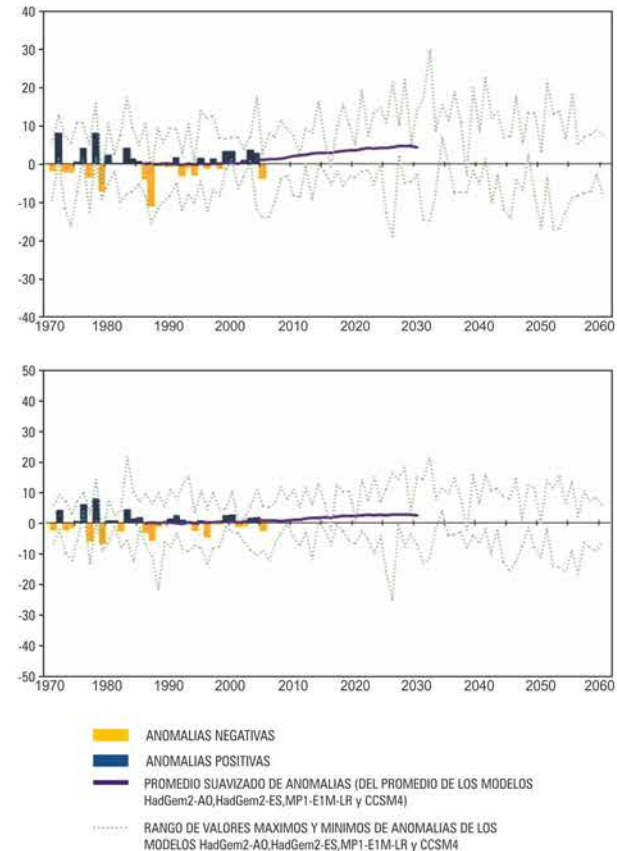 40
30
20
10
0
-10
-20
-30
-40
1970 1980 1990 2000 2010 2020 2030 2040 2050 2060
50
40
30
20
10
0
-10
-20
-30
-40
-50
1970 1980 1990 2000 2010 2020 2030 2040 2050 2060
ANOMALIAS NEGATIVAS
ANOMALIAS POSITIVAS
PROMEDIO SUAVIZADO DE ANOMALIAS (DEL PROMEDIO DE LOS MODELOS
HadGem2-AO,HadGem2-ES,MP1-E1M-LR y CCSM4)
RANGO DE VALORES MAXIMOS Y MINIMOS DE ANOMALIAS DE LOS
MODELOS HadGem2-AO,HadGem2-ES,MP1-E1M-LR y CCSM4